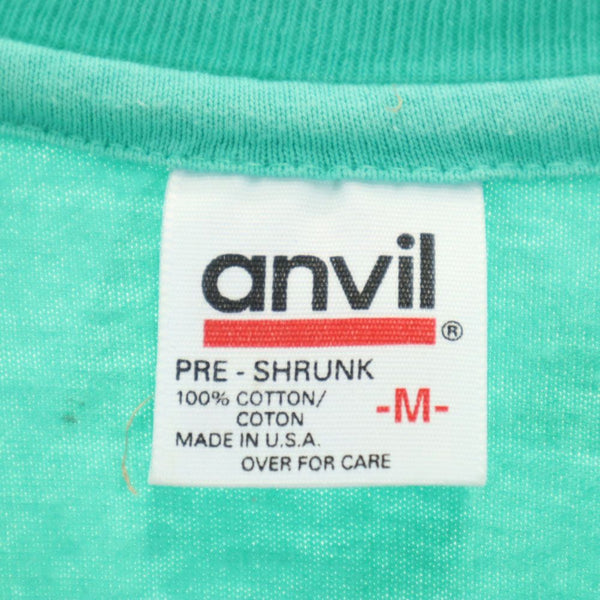 anvil®
PRE - SHRUNK
100% COTTON/
COTON
-M-
MADE IN U.S.A.
OVER FOR CARE